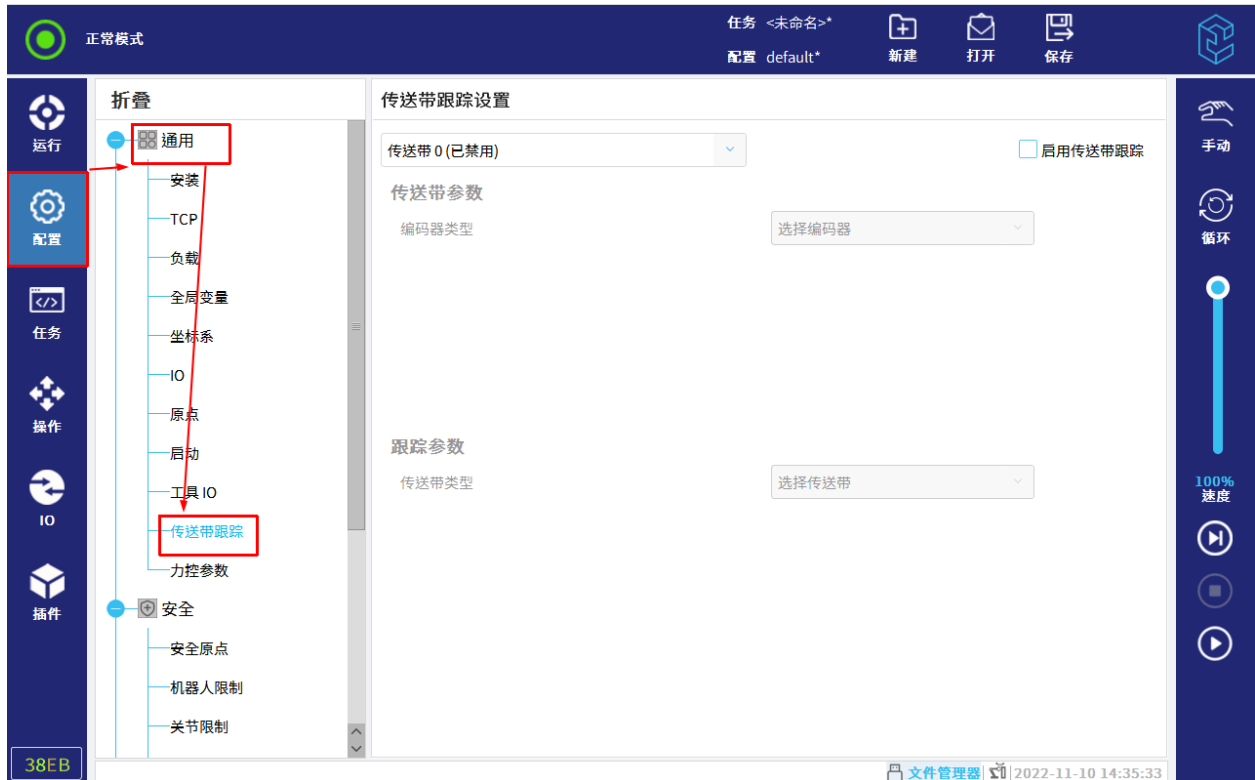 正常模式
任务 <未命名>*
配置 default*
新建
打开
保存
运行
配置
任务
操作
IO
插件
38EB
折叠
通用
安装
TCP
负载
全局变量
坐标系
IO
原点
启动
工具 IO
传送带跟踪
力控参数
安全
安全原点
机器人限制
关节限制
传送带跟踪设置
传送带 0 (已禁用)
启用传送带跟踪
传送带参数
编码器类型 选择编码器
跟踪参数
传送带类型 选择传送带
手动
循环
100%
速度
文件管理器 2022-11-10 14:35:33